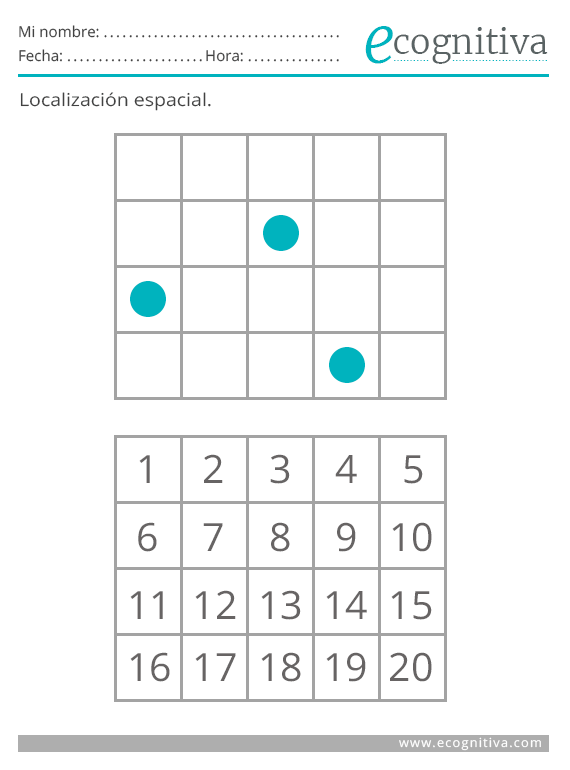 Mi nombre: ......................................
Fecha: ...................... Hora: ...............
ecognitiva
Localización espacial.
1 2 3 4 5
6 7 8 9 10
11 12 13 14 15
16 17 18 19 20
www.ecognitiva.com